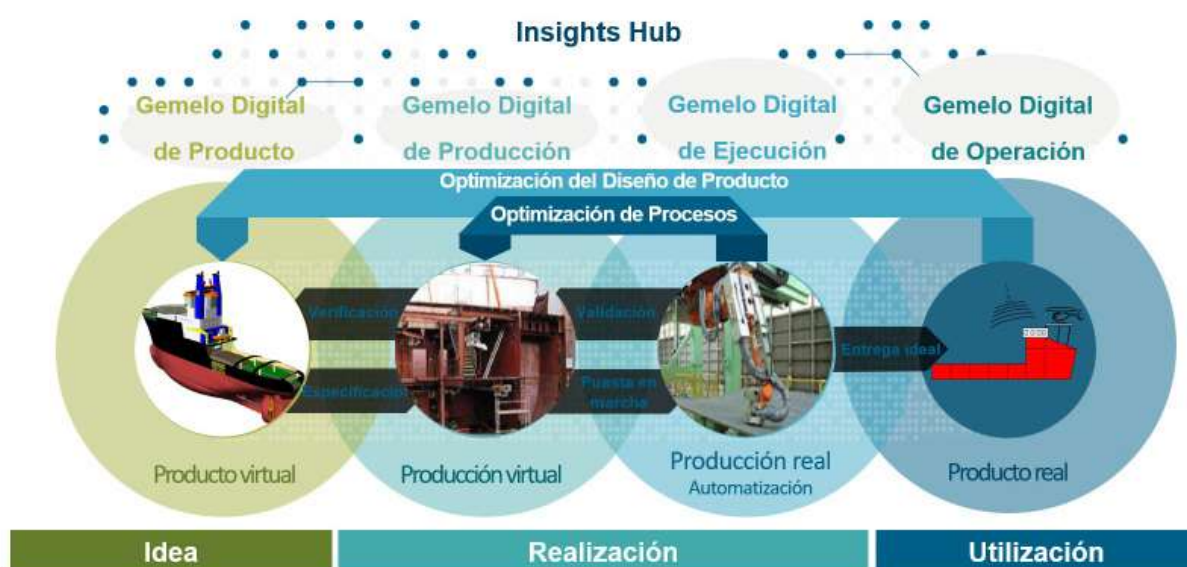 Insights Hub
Gemelo Digital
de Producto
Gemelo Digital
de Producción
Gemelo Digital
de Ejecución
Gemelo Digital
de Operación
Optimización del Diseño de Producto
Optimización de Procesos
Verificación
Validación
Entrega ideal
Especificación
Puesta en
marcha
Producto virtual
Producción virtual
Producción real
Automatización
Producto real
Idea
Realización
Utilización